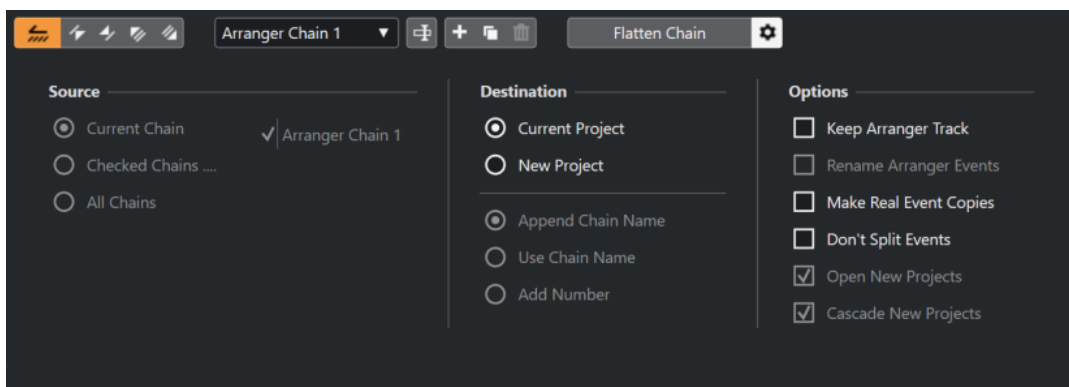 Arranger Chain 1
Flatten Chain
Source
Current Chain
Arranger Chain 1
Checked Chains ....
All Chains
Destination
Current Project
New Project
Append Chain Name
Use Chain Name
Add Number
Options
Keep Arranger Track
Rename Arranger Events
Make Real Event Copies
Don't Split Events
Open New Projects
Cascade New Projects